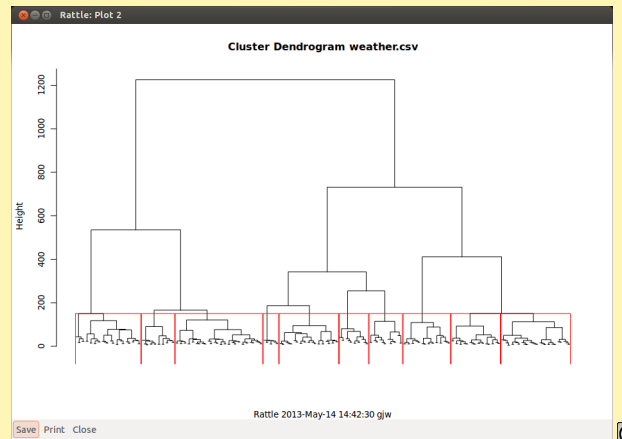 Rattle: Plot 2
Cluster Dendrogram weather.csv
Height
1200
1000
800
600
400
200
0
Rattle 2013-May-14 14:42:30 gjw
Save Print Close